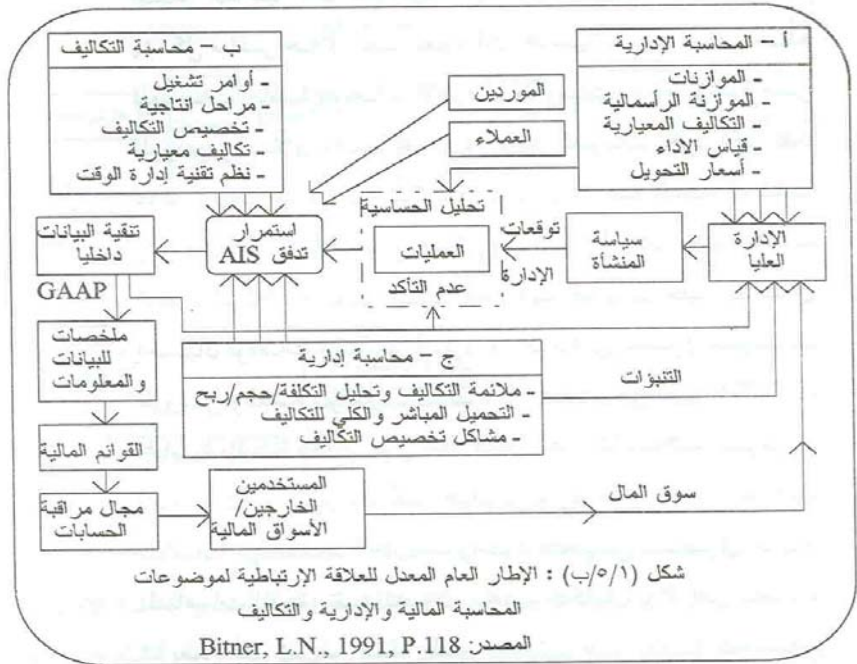 أ - المحاسبة الإدارية
- الموازنات
- الموازنة الرأسمالية
- التكاليف المعيارية
- قياس الاداء
- أسعار التحويل
ب - محاسبة التكاليف
- أوامر تشغيل
- مراحل انتاجية
- تخصيص التكاليف
- تكاليف معيارية
- نظم تقنية إدارة الوقت
الموردين
العملاء
الإدارة
العليا
سياسة
المنشأة
توقعات
الإدارة
تحليل الحساسية
العمليات
عدم التأكد
استمرار
تدفق AIS
تنقية البيانات
داخليا
GAAP
ملخصات
للبيانات
والمعلومات
القوائم المالية
مجال مراقبة
الحسابات
ج - محاسبة إدارية
- ملائمة التكاليف وتحليل التكلفة/حجم/ربح
- التحميل المباشر والكلي للتكاليف
- مشاكل تخصيص التكاليف
التنبؤات
المستخدمين
الخارجين/
الأسواق المالية
سوق المال
شكل (١/٥/ب) : الإطار العام المعدل للعلاقة الإرتباطية لموضوعات
المحاسبة المالية والإدارية والتكاليف
المصدر: Bitner, L.N., 1991, P.118